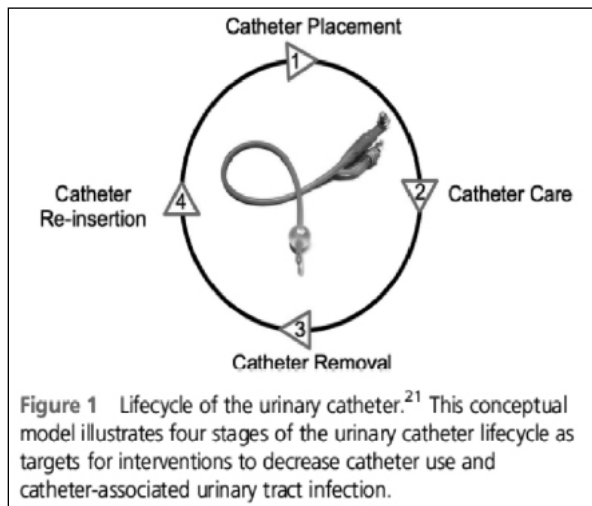 Catheter Placement
1
2
Catheter Care
3
Catheter Removal
4
Catheter
Re-insertion
Figure 1 Lifecycle of the urinary catheter.21 This conceptual
model illustrates four stages of the urinary catheter lifecycle as
targets for interventions to decrease catheter use and
catheter-associated urinary tract infection.